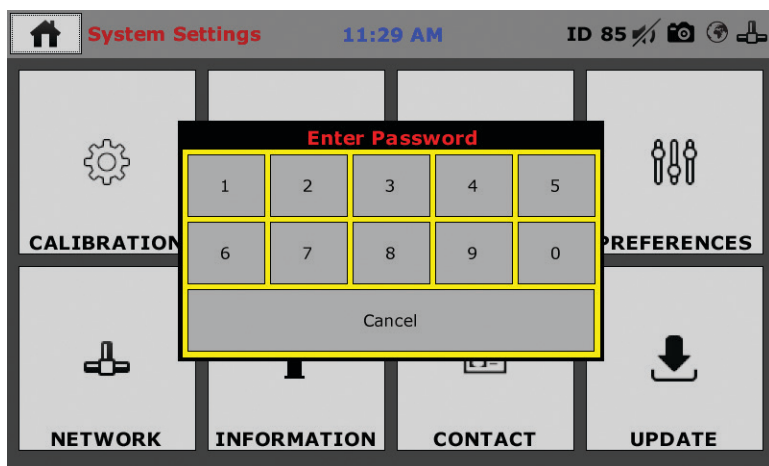 System Settings 11:29 AM ID 85
Enter Password
1 2 3 4 5
CALIBRATION PREFERENCES
6 7 8 9 0
Cancel
NETWORK INFORMATION CONTACT UPDATE